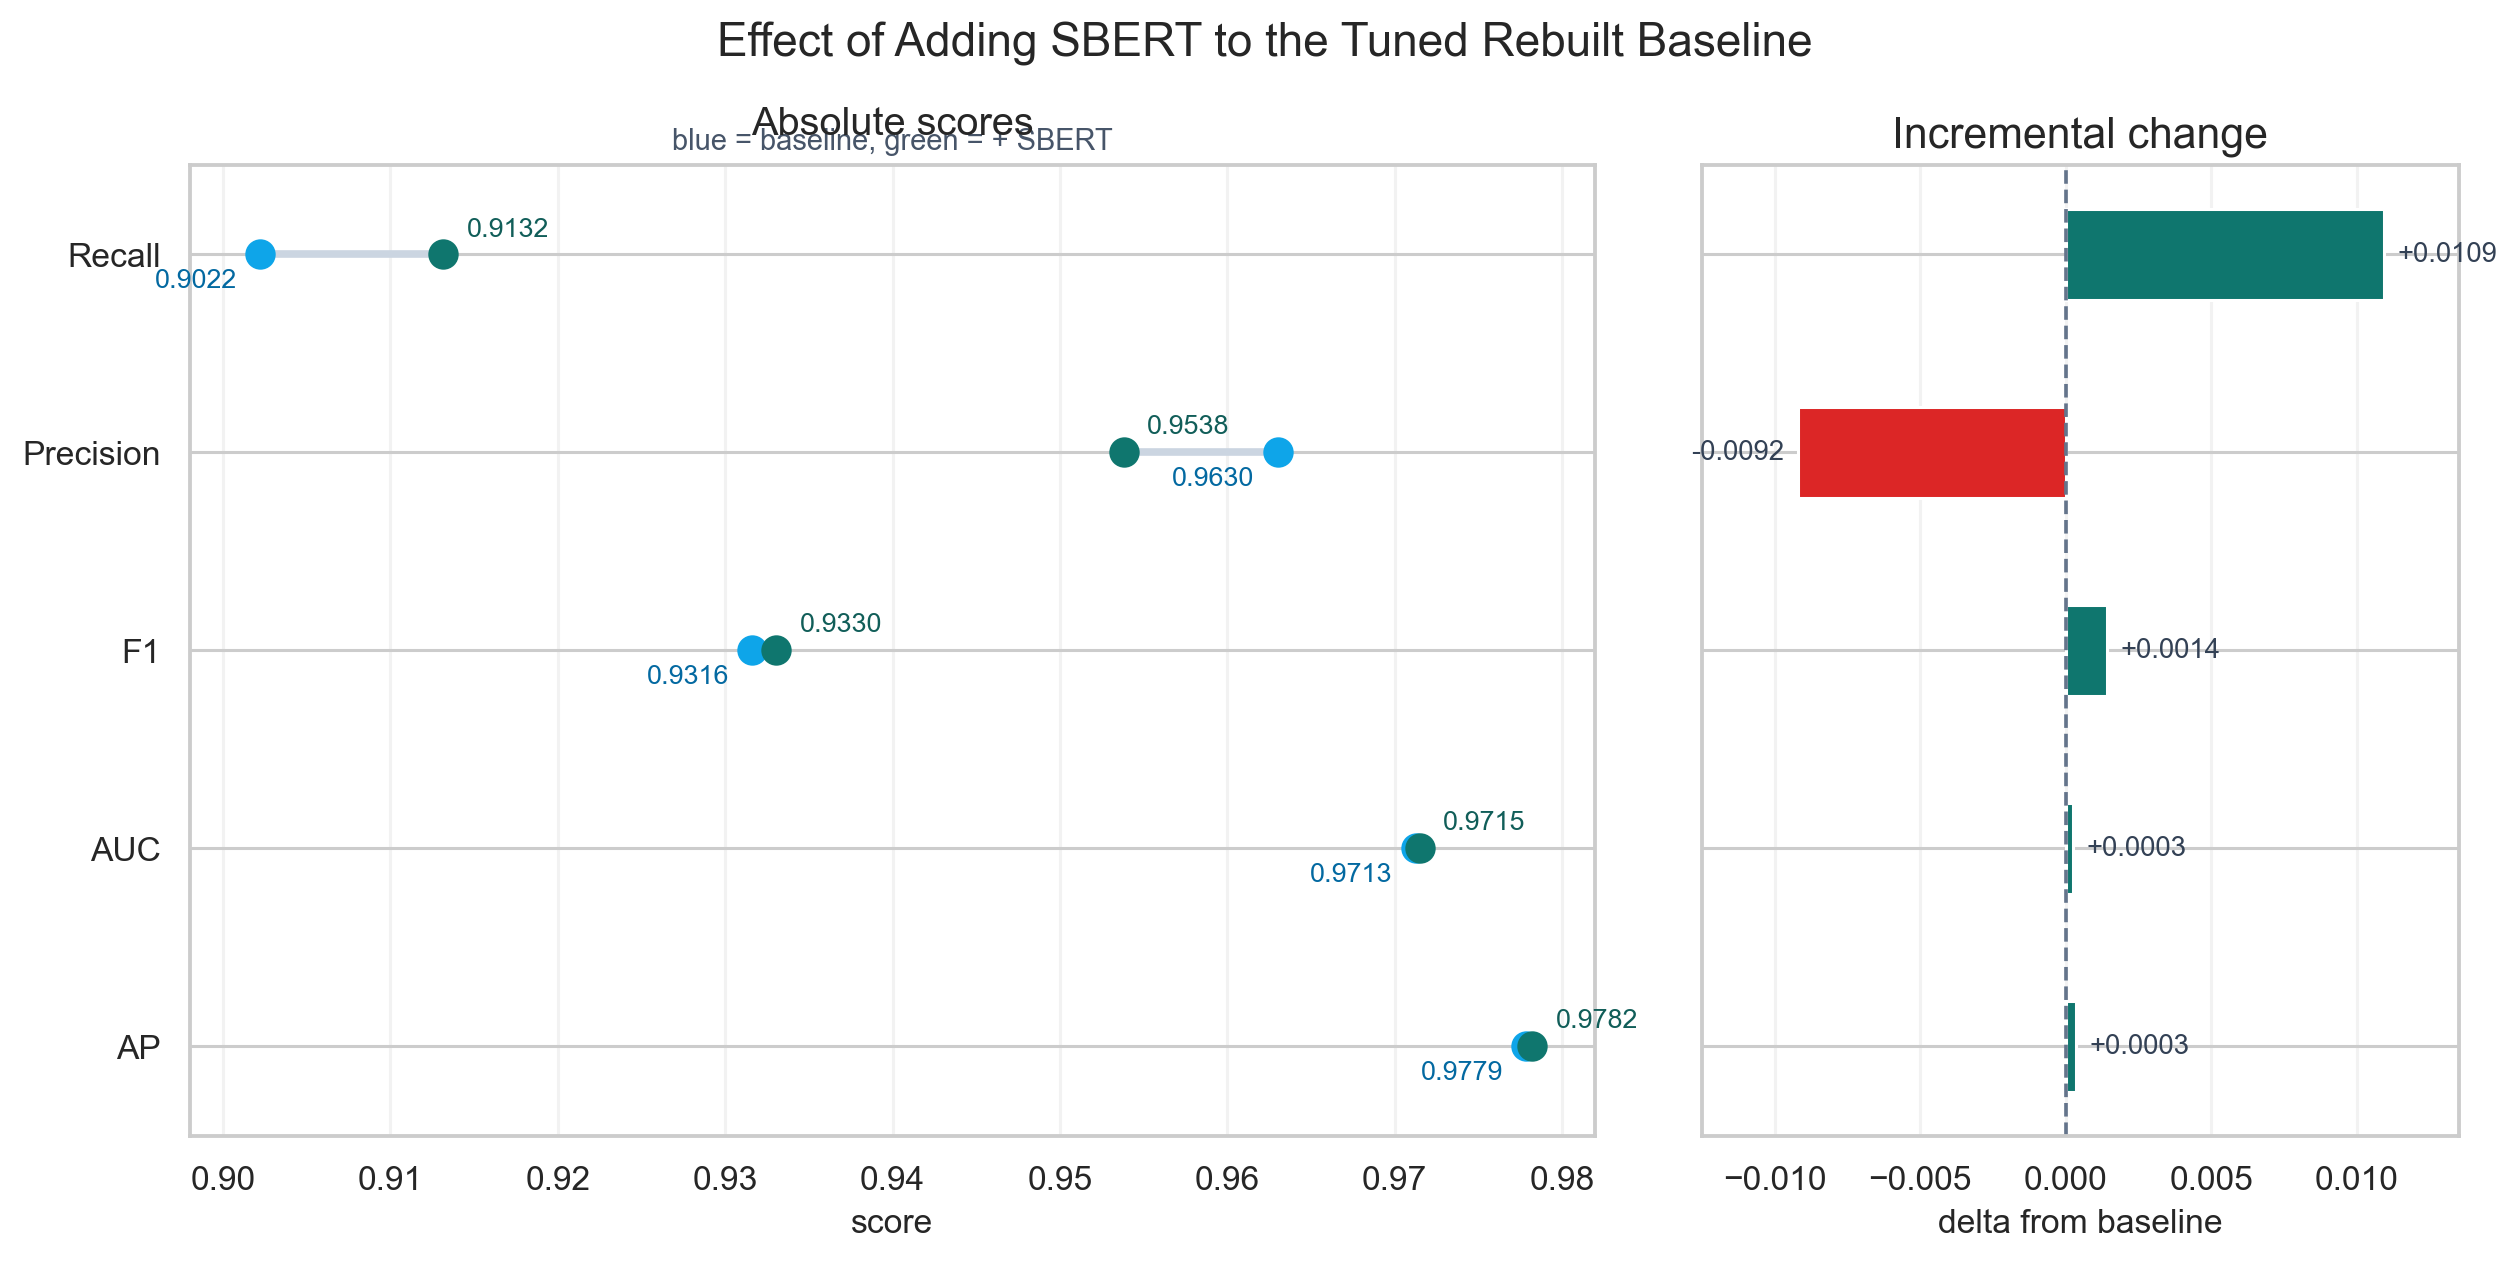 Effect of Adding SBERT to the Tuned Rebuilt Baseline
Absolute scores
blue = baseline, green = + SBERT
Recall
0.9132
0.9022
Precision
0.9538
0.9630
F1
0.9330
0.9316
AUC
0.9715
0.9713
AP
0.9782
0.9779
0.90 0.91 0.92 0.93 0.94 0.95 0.96 0.97 0.98
score
Incremental change
+0.0109
-0.0092
+0.0014
+0.0003
+0.0003
−0.010 −0.005 0.000 0.005 0.010
delta from baseline